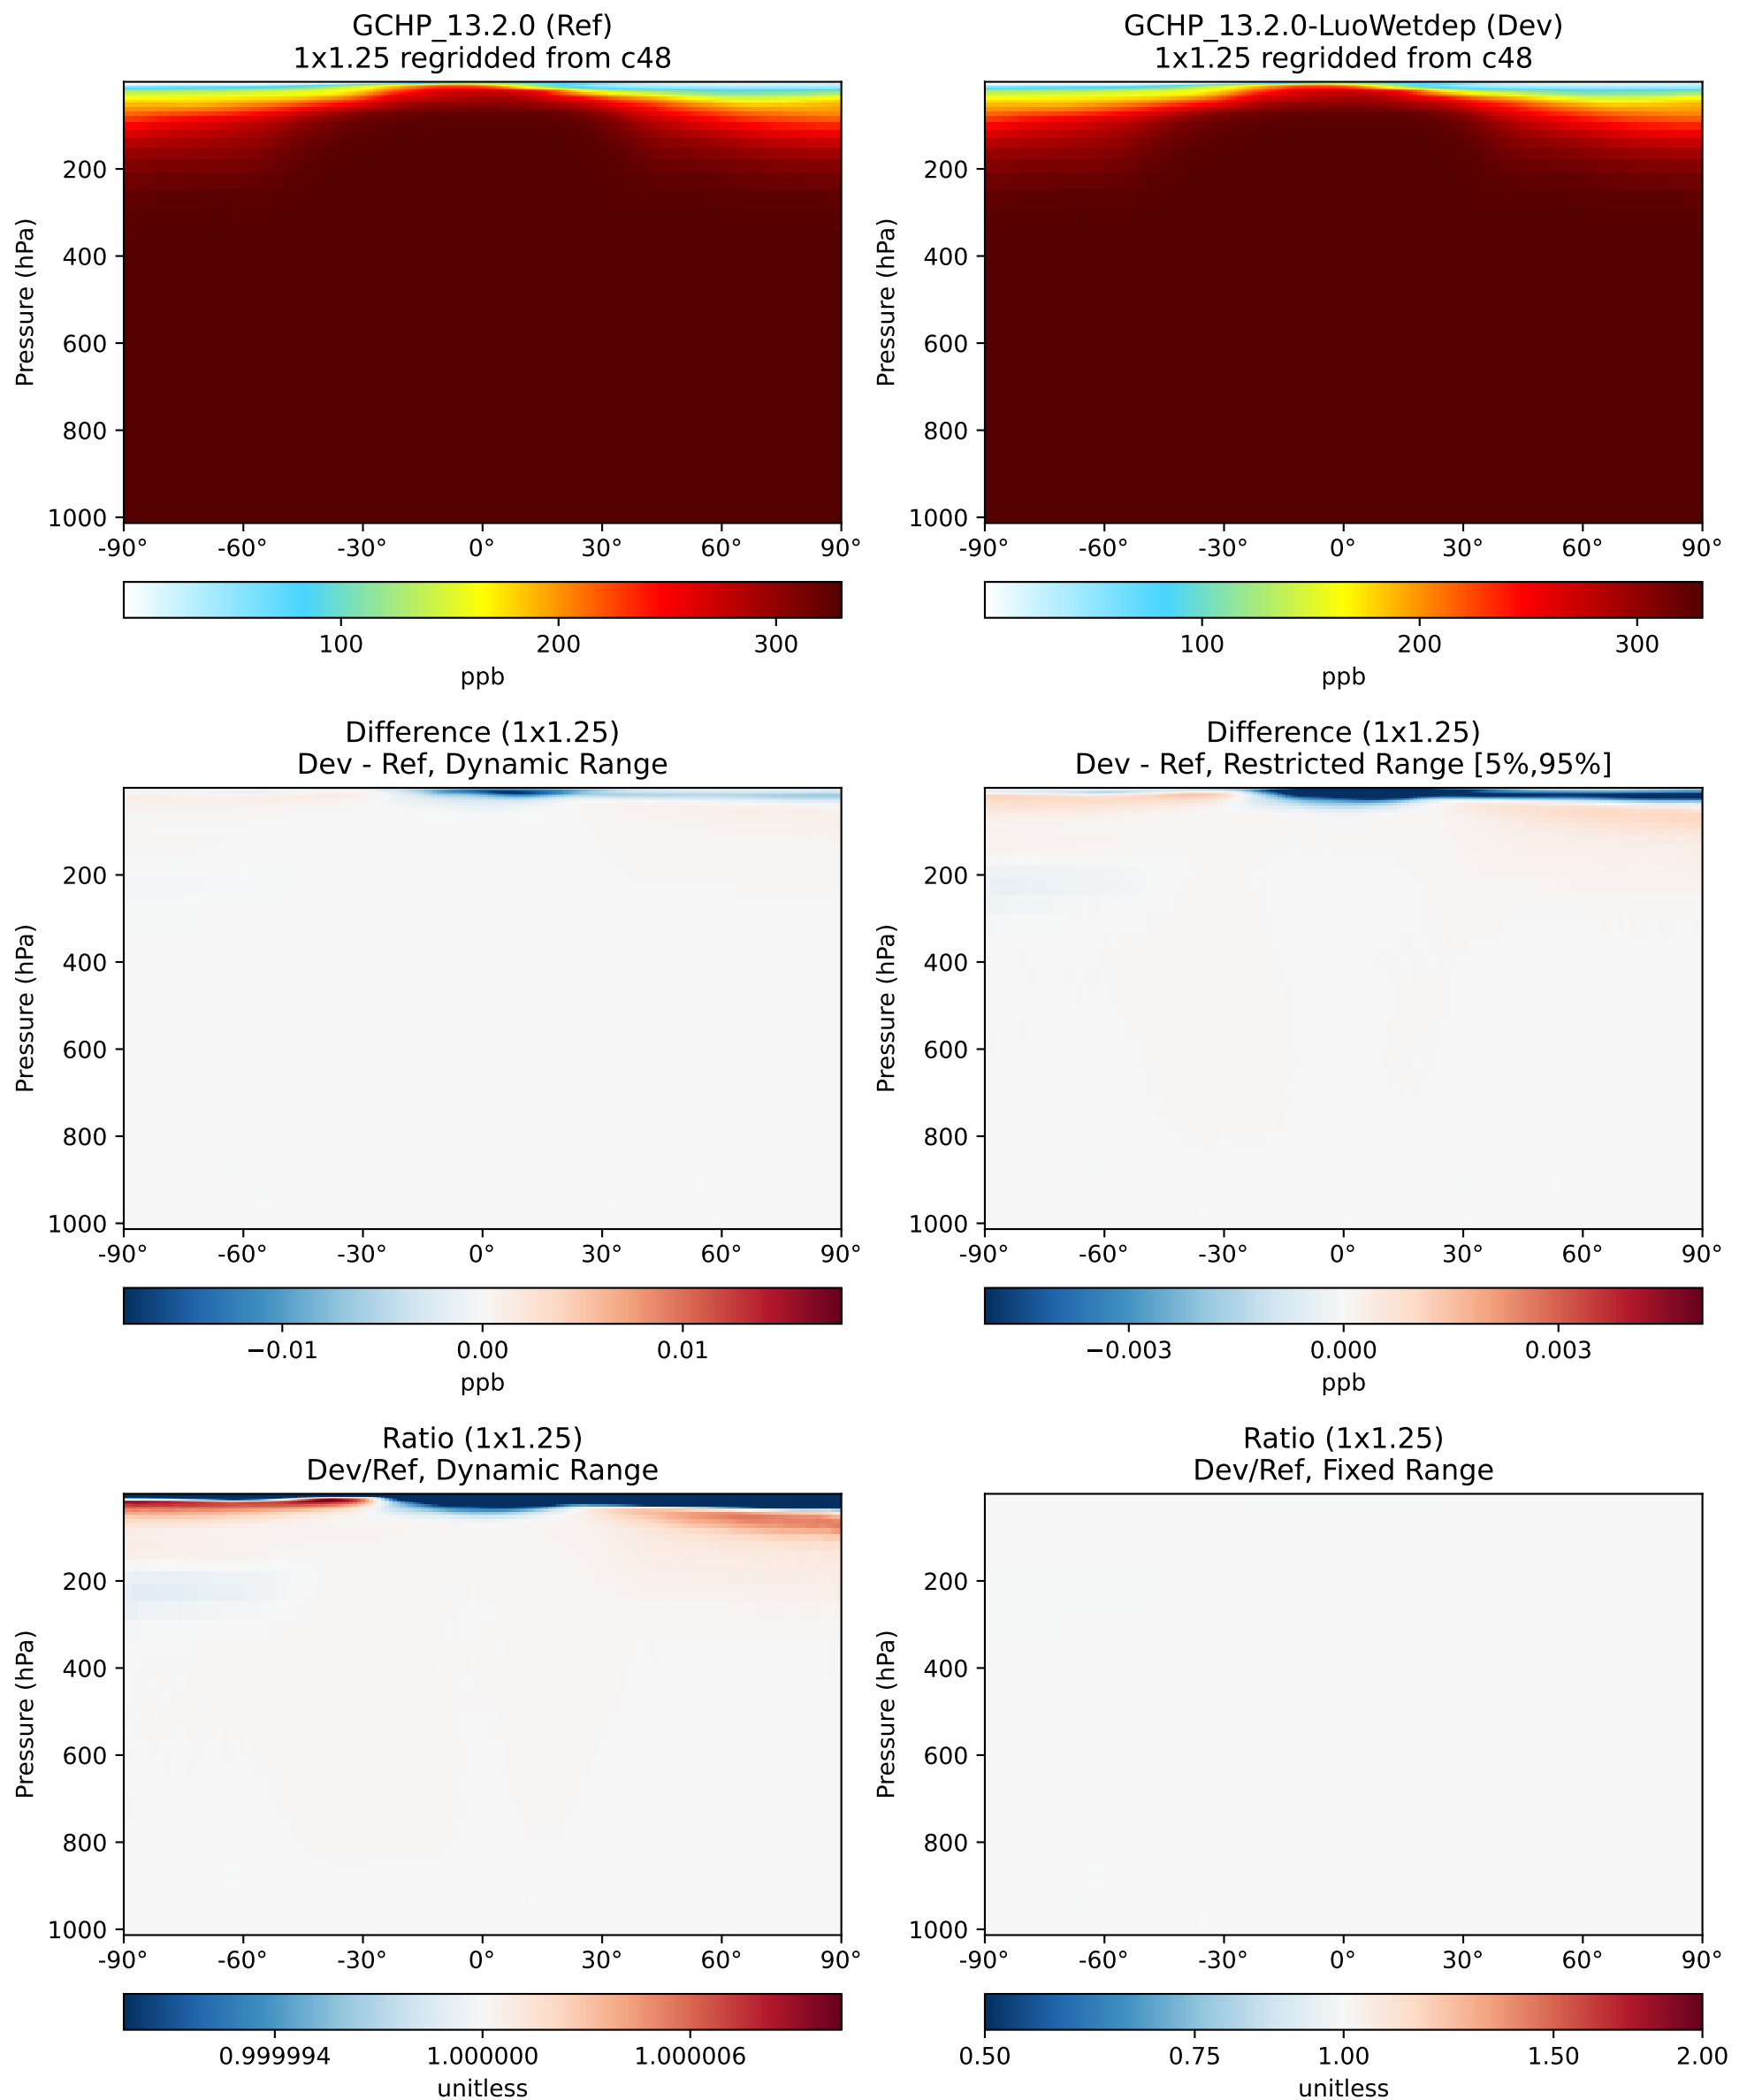 GCHP_13.2.0 (Ref)
1x1.25 regridded from c48
Pressure (hPa)
200
400
600
800
1000
-90° -60° -30° 0° 30° 60° 90°
100 200 300
ppb
GCHP_13.2.0-LuoWetdep (Dev)
1x1.25 regridded from c48
Pressure (hPa)
200
400
600
800
1000
-90° -60° -30° 0° 30° 60° 90°
100 200 300
ppb
Difference (1x1.25)
Dev - Ref, Dynamic Range
Pressure (hPa)
200
400
600
800
1000
-90° -60° -30° 0° 30° 60° 90°
−0.01 0.00 0.01
ppb
Difference (1x1.25)
Dev - Ref, Restricted Range [5%,95%]
Pressure (hPa)
200
400
600
800
1000
-90° -60° -30° 0° 30° 60° 90°
−0.003 0.000 0.003
ppb
Ratio (1x1.25)
Dev/Ref, Dynamic Range
Pressure (hPa)
200
400
600
800
1000
-90° -60° -30° 0° 30° 60° 90°
0.999994 1.000000 1.000006
unitless
Ratio (1x1.25)
Dev/Ref, Fixed Range
Pressure (hPa)
200
400
600
800
1000
-90° -60° -30° 0° 30° 60° 90°
0.50 0.75 1.00 1.50 2.00
unitless